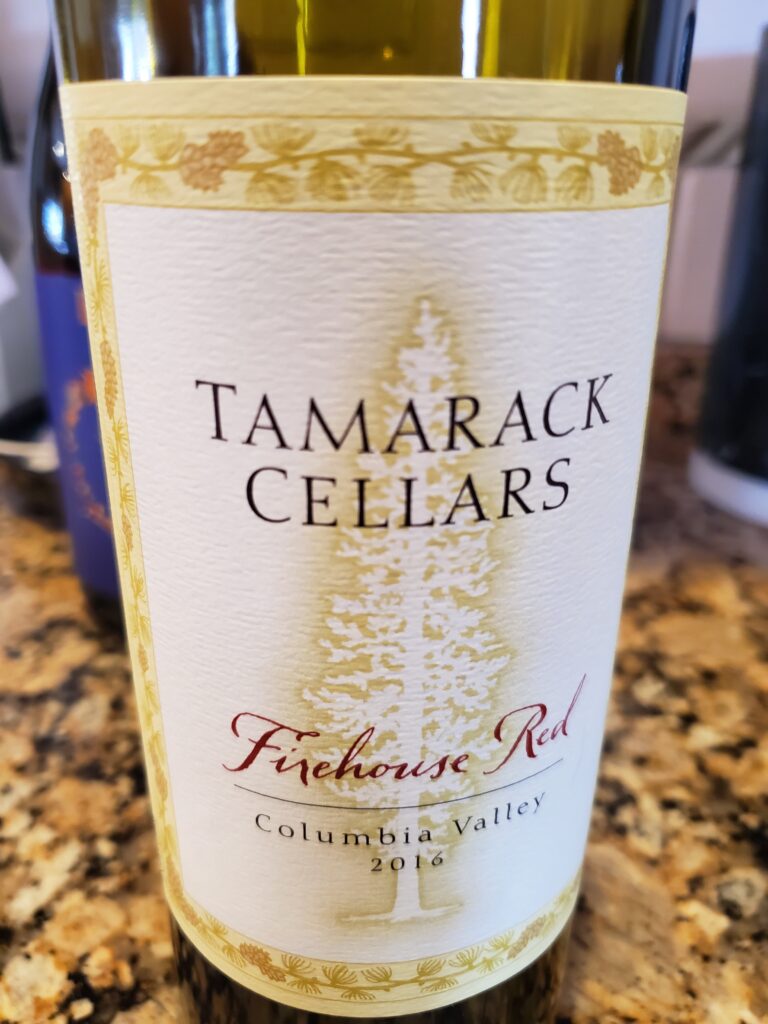 TAMARACK
CELLARS
Firehouse Red
Columbia Valley
2016